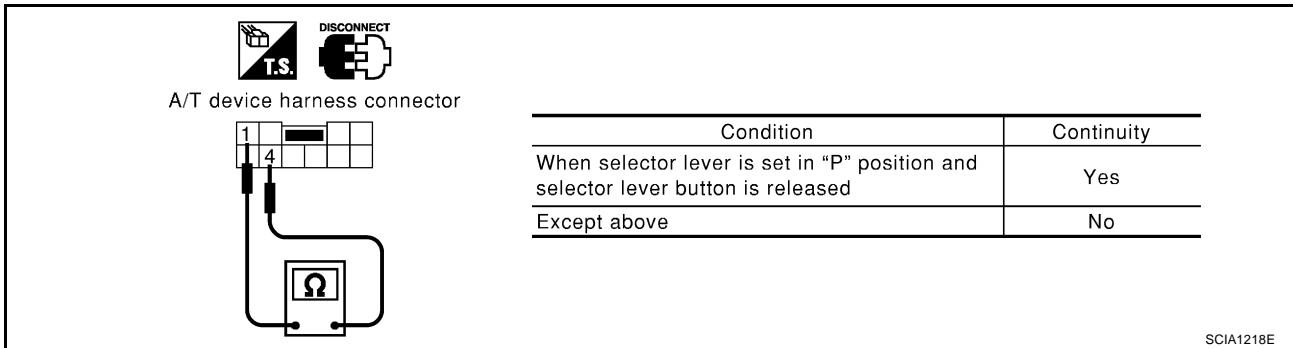 DISCONNECT
T.S.
A/T device harness connector
1
4
Ω
Condition Continuity
When selector lever is set in “P” position and
selector lever button is released
Yes
Except above No
SCIA1218E